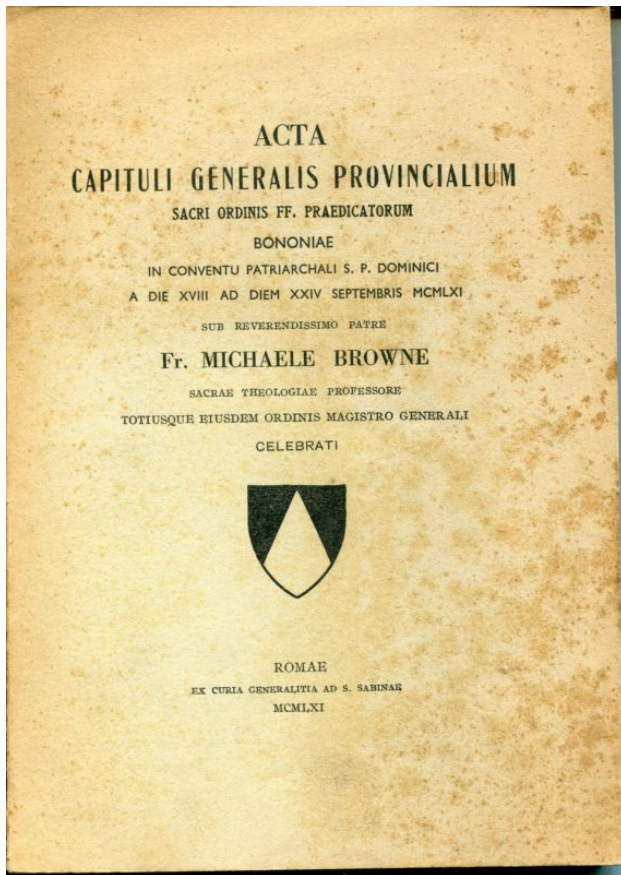 ACTA
CAPITULI GENERALIS PROVINCIALIUM
SACRI ORDINIS FF. PRAEDICATORUM
BONONIAE
IN CONVENTU PATRIARCHALI S. P. DOMINICI
A DIE XVIII AD DIEM XXIV SEPTEMBRIS MCMLXI
SUB REVERENDISSIMO PATRE
Fr. MICHAELE BROWNE
SACRAE THEOLOGIAE PROFESSORE
TOTIUSQUE EIUSDEM ORDINIS MAGISTRO GENERALI
CELEBRATI
ROMAE
EX CURIA GENERALITIA AD S. SABINAE
MCMLXI